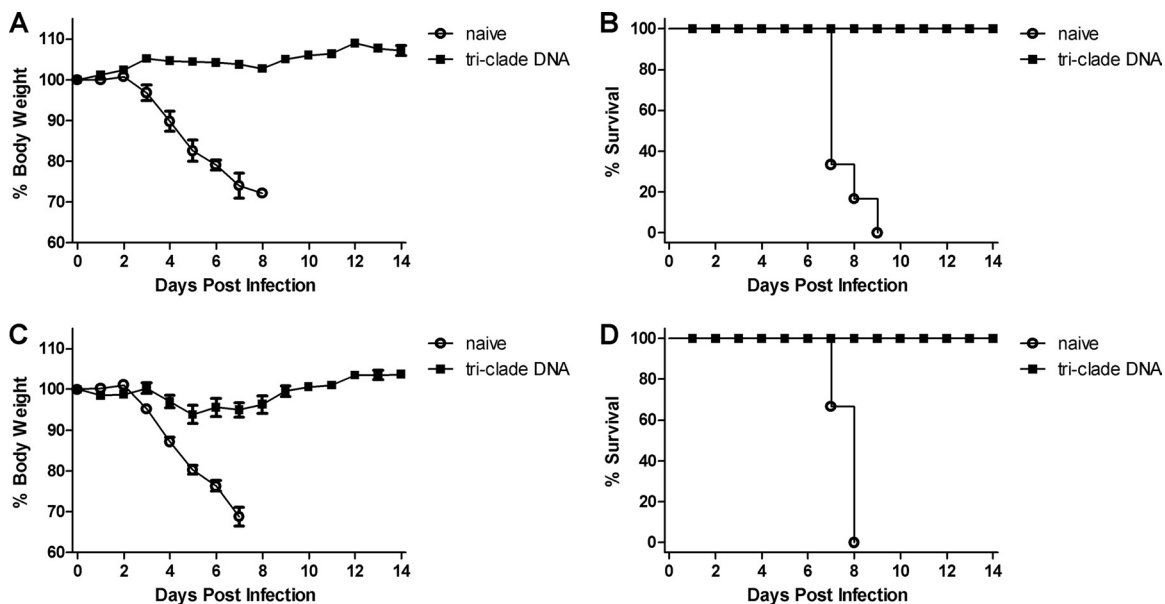 A
naive
tri-clade DNA
% Body Weight
110
100
90
80
70
60
0 2 4 6 8 10 12 14
Days Post Infection
B
naive
tri-clade DNA
% Survival
100
80
60
40
20
0
0 2 4 6 8 10 12 14
Days Post Infection
C
naive
tri-clade DNA
% Body Weight
110
100
90
80
70
60
0 2 4 6 8 10 12 14
Days Post Infection
D
naive
tri-clade DNA
% Survival
100
80
60
40
20
0
0 2 4 6 8 10 12 14
Days Post Infection